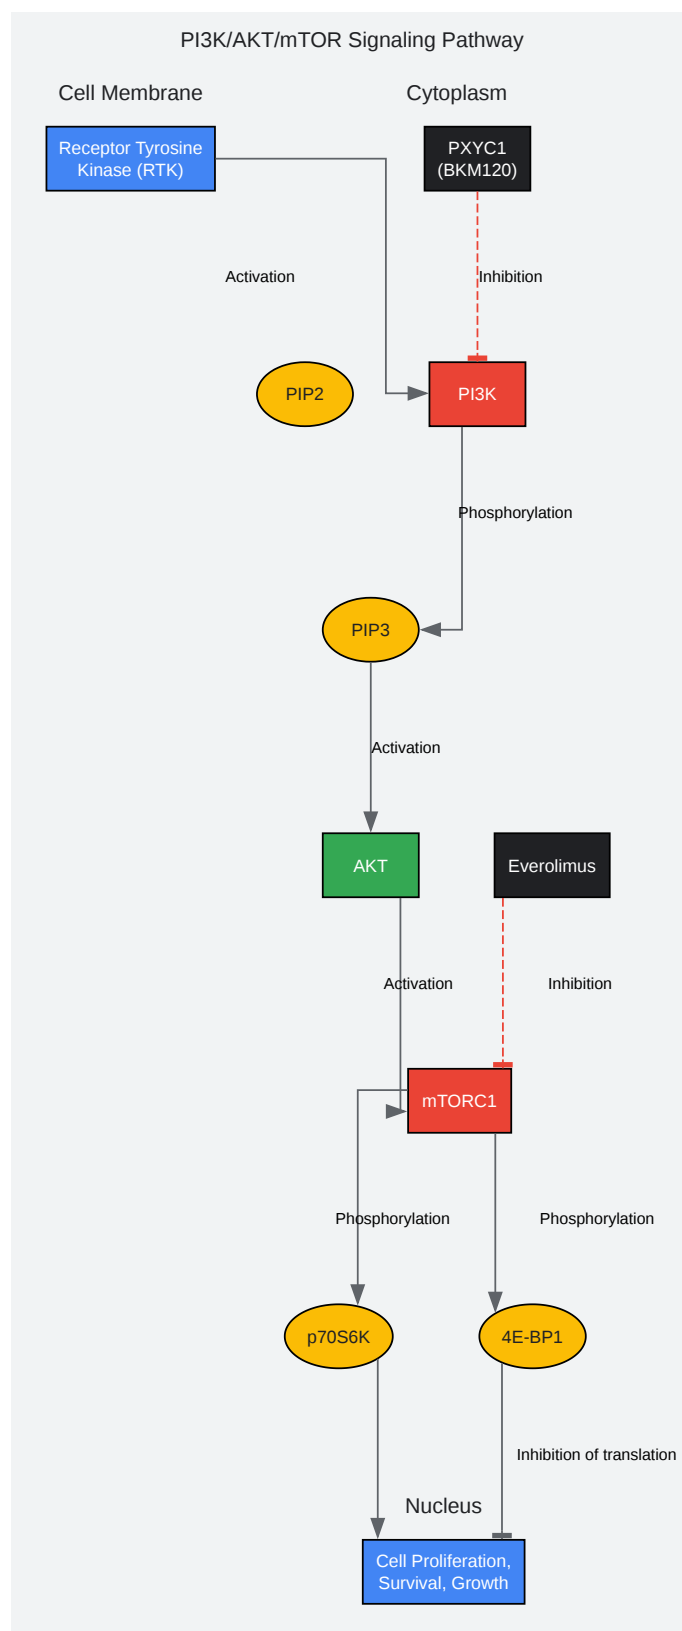 PI3K/AKT/mTOR Signaling Pathway
Cell Membrane
Cytoplasm
Receptor Tyrosine
Kinase (RTK)
PXYC1
(BKM120)
Activation
Inhibition
PIP2
PI3K
Phosphorylation
PIP3
Activation
AKT
Everolimus
Activation
Inhibition
mTORC1
Phosphorylation
Phosphorylation
p70S6K
4E-BP1
Inhibition of translation
Nucleus
Cell Proliferation,
Survival, Growth